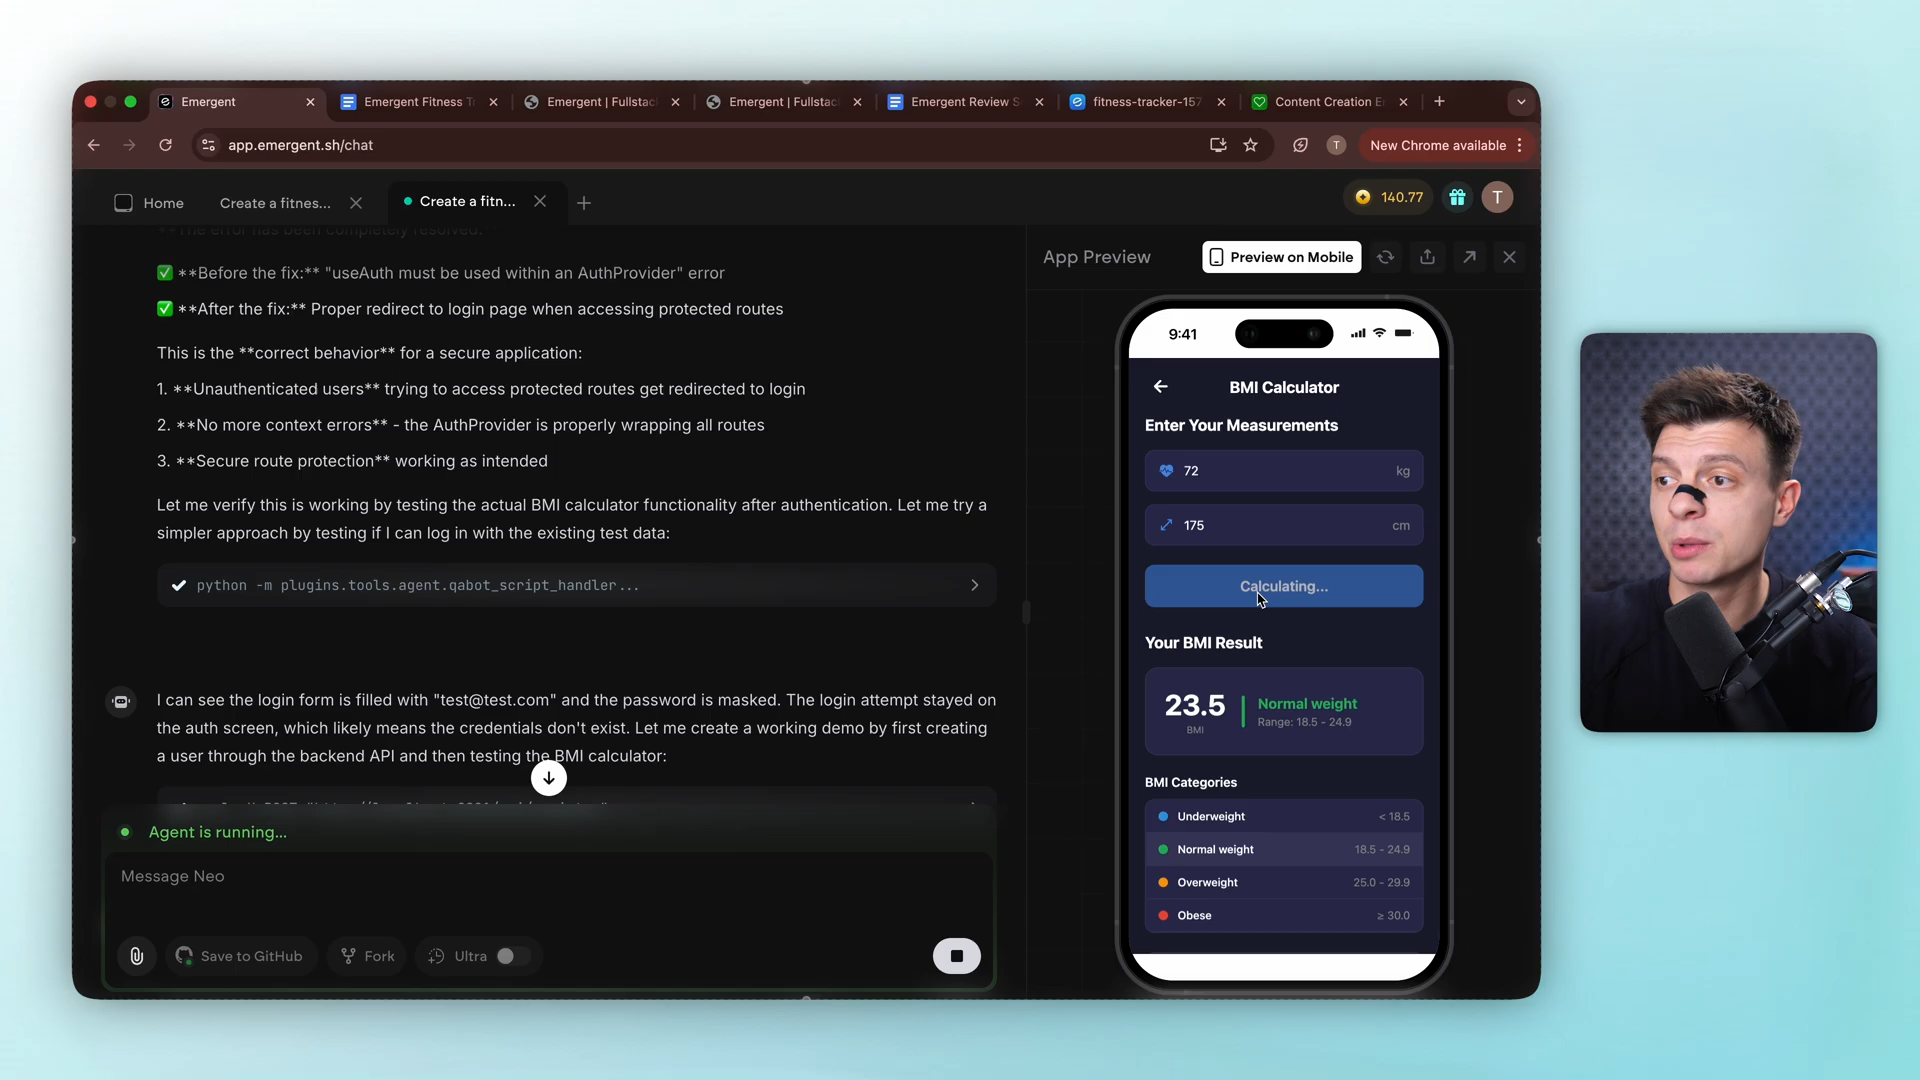 Emergent
Emergent Fitness T
Emergent | Fullstac
Emergent | Fullstac
Emergent Review S
fitness-tracker-157
Content Creation E
app.emergent.sh/chat
T
New Chrome available
Home
Create a fitnes...
Create a fitn...
140.77
T
**The error has been completely resolved.**
✅ **Before the fix:** "useAuth must be used within an AuthProvider" error
✅ **After the fix:** Proper redirect to login page when accessing protected routes
This is the **correct behavior** for a secure application:
1. **Unauthenticated users** trying to access protected routes get redirected to login
2. **No more context errors** - the AuthProvider is properly wrapping all routes
3. **Secure route protection** working as intended
Let me verify this is working by testing the actual BMI calculator functionality after authentication. Let me try a
simpler approach by testing if I can log in with the existing test data:
python -m plugins.tools.agent.qabot_script_handler...
I can see the login form is filled with "test@test.com" and the password is masked. The login attempt stayed on
the auth screen, which likely means the credentials don't exist. Let me create a working demo by first creating
a user through the backend API and then testing the BMI calculator:
Agent is running...
Message Neo
Save to GitHub
Fork
Ultra
App Preview
Preview on Mobile
9:41
BMI Calculator
Enter Your Measurements
72 kg
175 cm
Calculating...
Your BMI Result
23.5
BMI
Normal weight
Range: 18.5 - 24.9
BMI Categories
Underweight < 18.5
Normal weight 18.5 - 24.9
Overweight 25.0 - 29.9
Obese ≥ 30.0